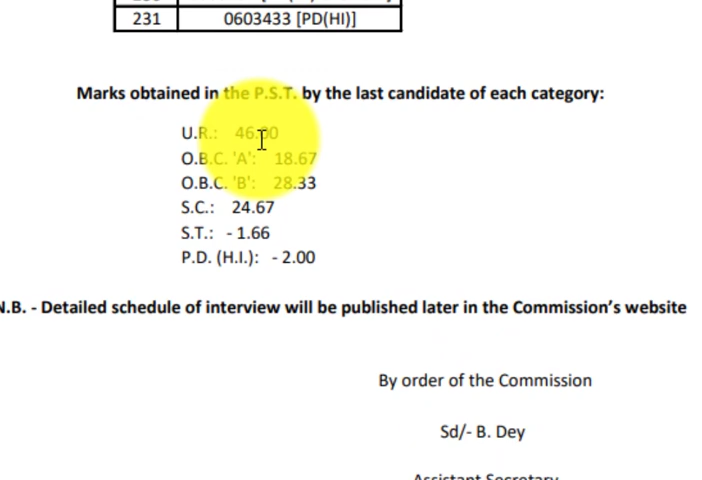 231 0603433 [PD(HI)]
Marks obtained in the P.S.T. by the last candidate of each category:
U.R.: 46.00
O.B.C. 'A': 18.67
O.B.C. 'B': 28.33
S.C.: 24.67
S.T.: - 1.66
P.D. (H.I.): - 2.00
N.B. - Detailed schedule of interview will be published later in the Commission's website
By order of the Commission
Sd/- B. Dey
Assistant Secretary